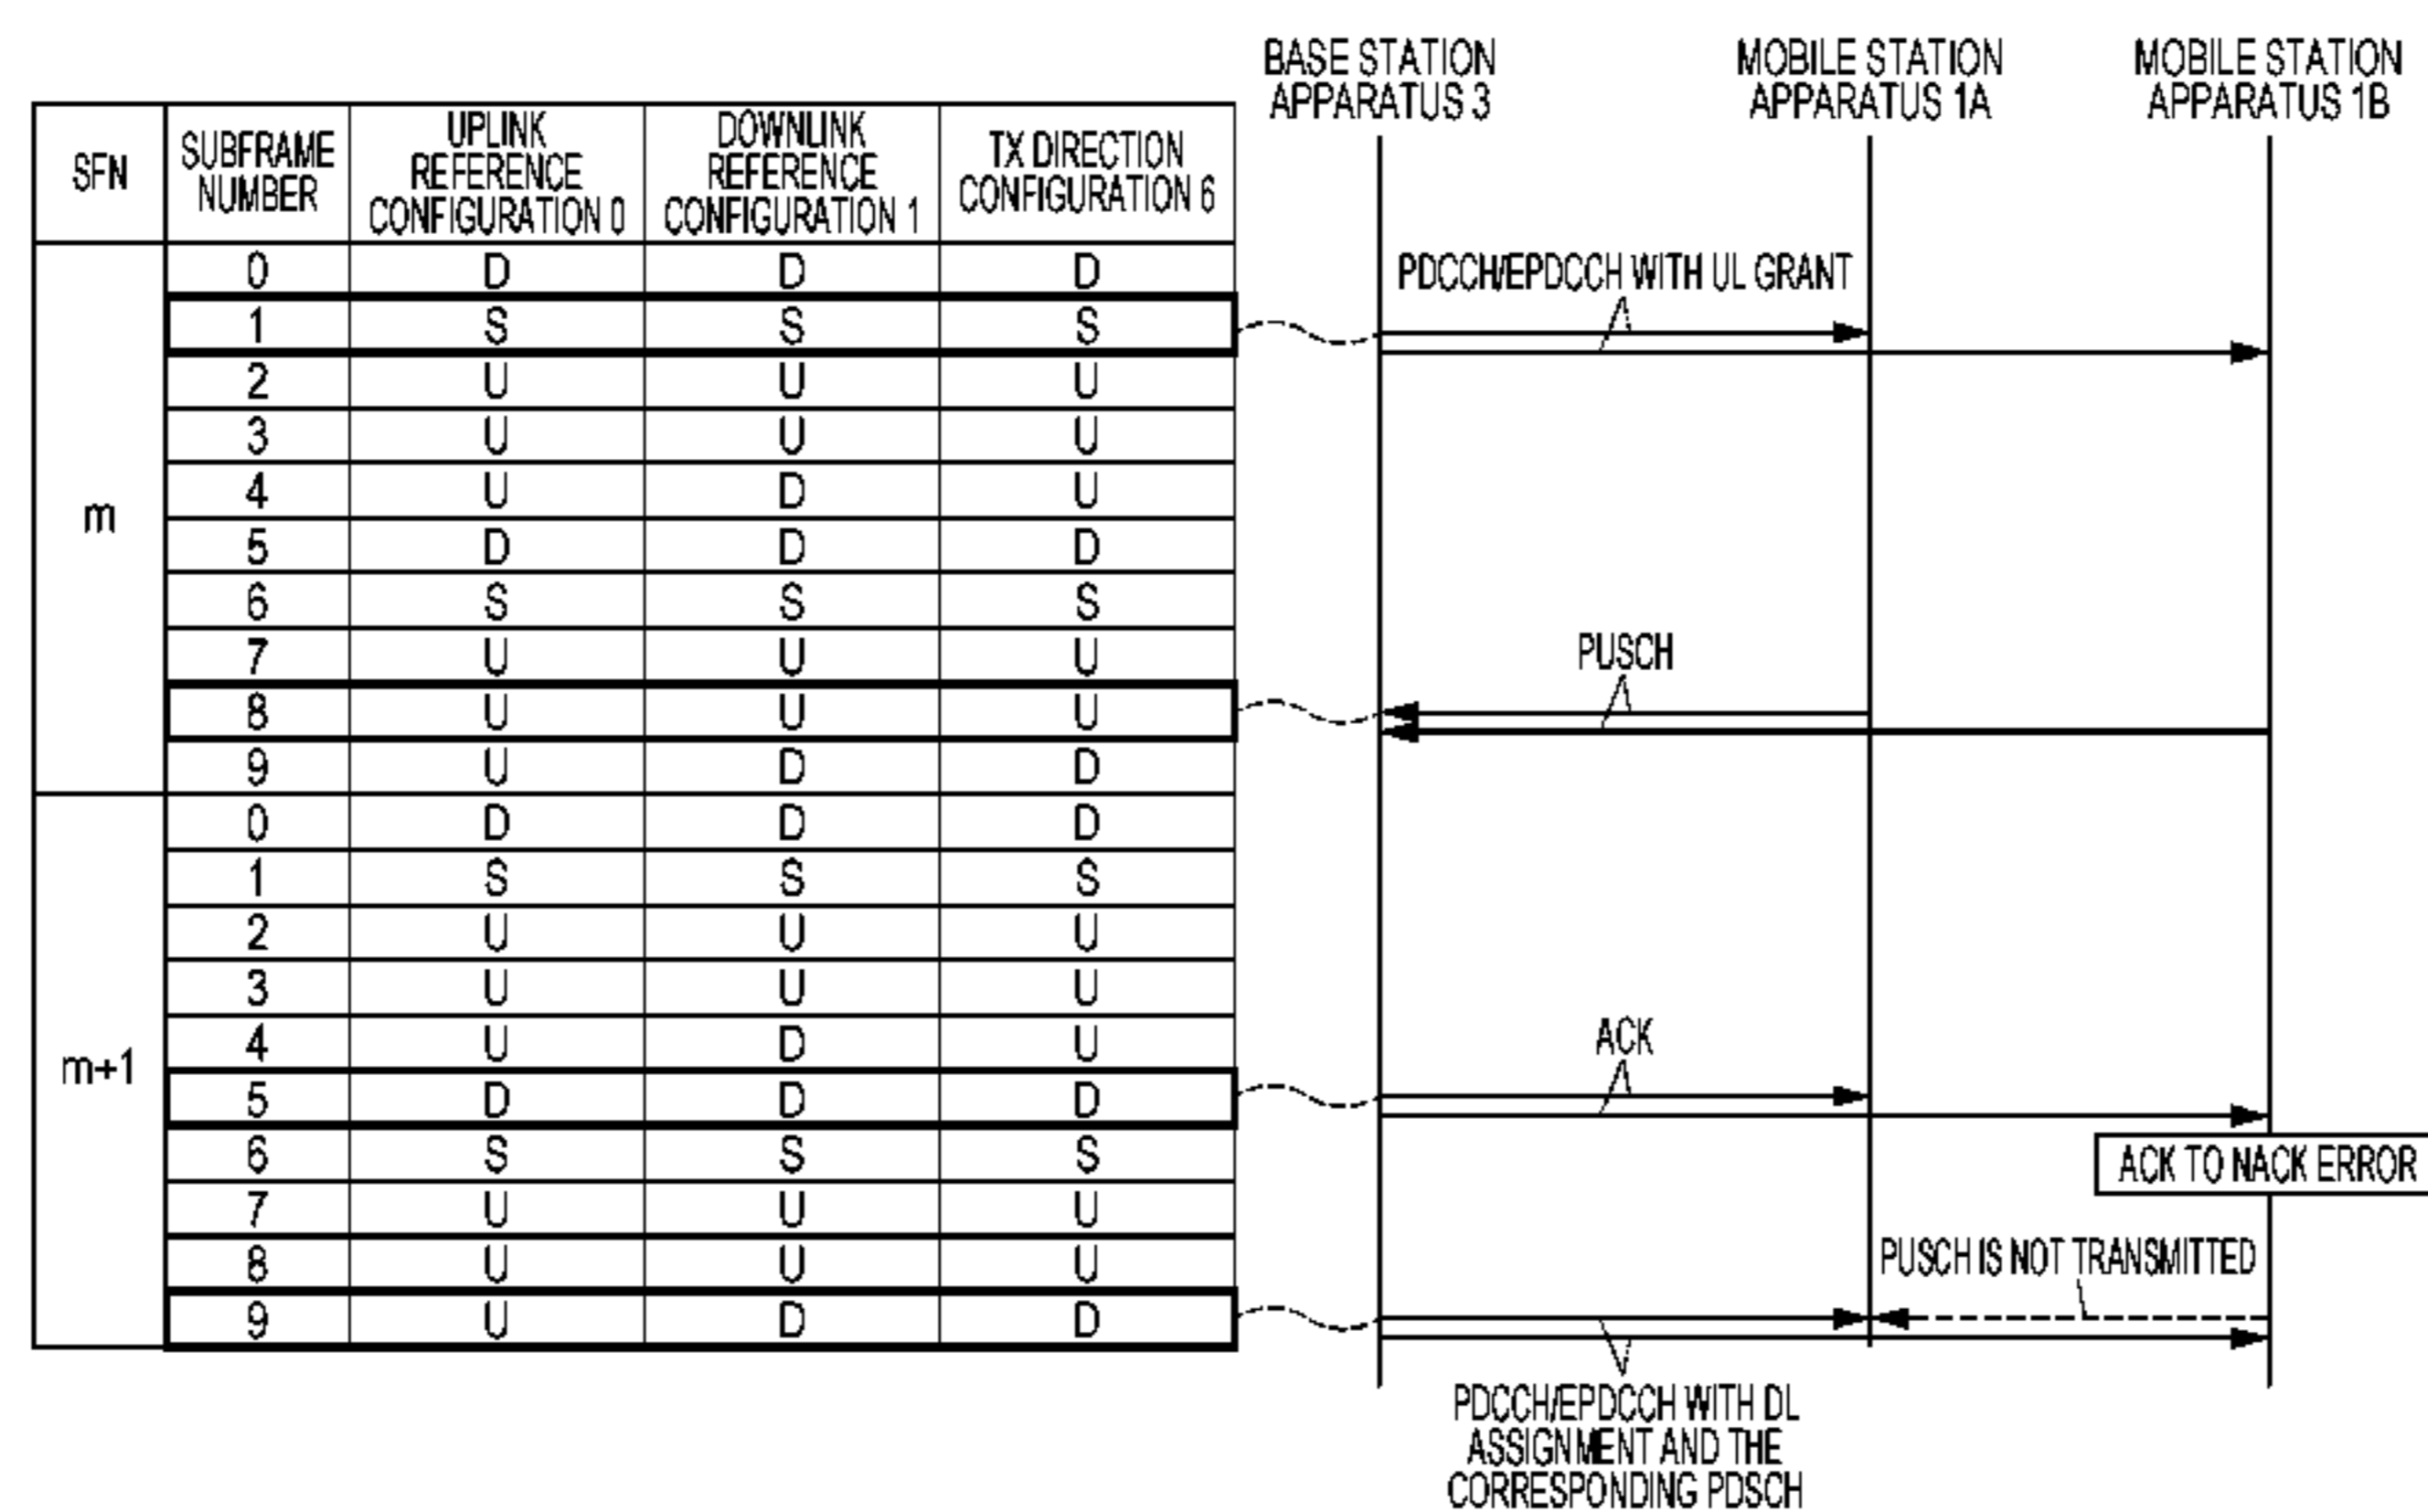 BASE STATION
APPARATUS 3
MOBILE STATION
APPARATUS 1A
MOBILE STATION
APPARATUS 1B
SFN
SUBFRAME
NUMBER
UPLINK
REFERENCE
CONFIGURATION 0
DOWNLINK
REFERENCE
CONFIGURATION 1
TX DIRECTION
CONFIGURATION 6
m
0 D D D
1 S S S
2 U U U
3 U U U
4 U D U
5 D D D
6 S S S
7 U U U
8 U U U
9 U D D
m+1
0 D D D
1 S S S
2 U U U
3 U U U
4 U D U
5 D D D
6 S S S
7 U U U
8 U U U
9 U D D
PDCCH/EPDCCH WITH UL GRANT
PUSCH
ACK
ACK TO NACK ERROR
PUSCH IS NOT TRANSMITTED
PDCCH/EPDCCH WITH DL
ASSIGNMENT AND THE
CORRESPONDING PDSCH